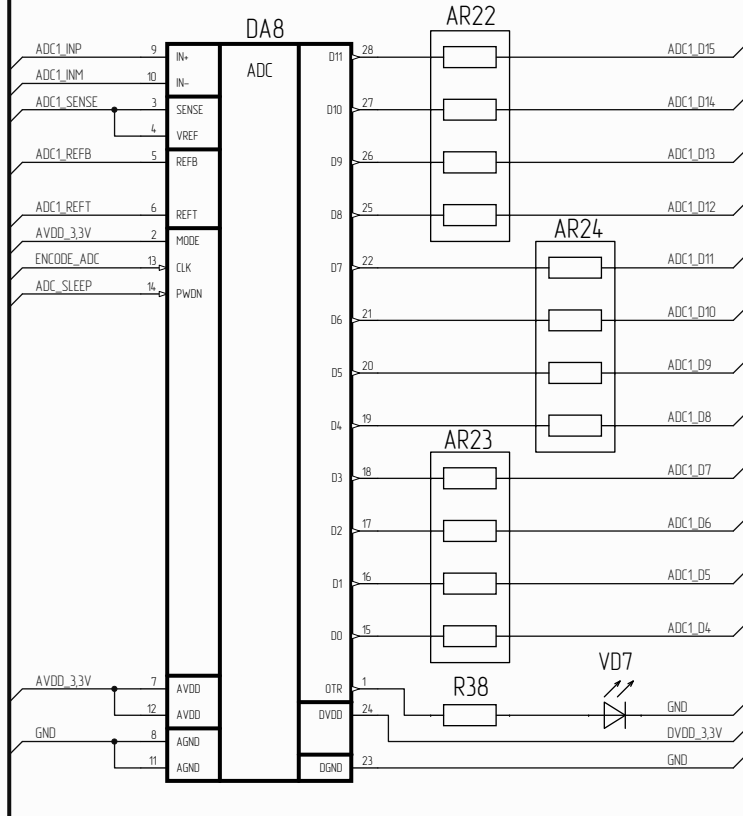 AR22
DA8
ADC1_INP 9 IN+ ADC D11 28 ADC1_D15
ADC1_INM 10 IN-
ADC1_SENSE 3 SENSE D10 27 ADC1_D14
4 VREF
ADC1_REFB 5 REFB D9 26 ADC1_D13
ADC1_REFT 6 REFT D8 25 ADC1_D12
AVDD_3,3V 2 MODE AR24
ENCODE_ADC 13 CLK D7 22 ADC1_D11
ADC_SLEEP 14 PWDN
D6 21 ADC1_D10
D5 20 ADC1_D9
D4 19 ADC1_D8
AR23
D3 18 ADC1_D7
D2 17 ADC1_D6
D1 16 ADC1_D5
D0 15 ADC1_D4
VD7
AVDD_3,3V 7 AVDD OTR 1 R38
12 AVDD DVDD 24 GND
GND 8 AGND DVDD_3,3V
11 AGND DGND 23 GND